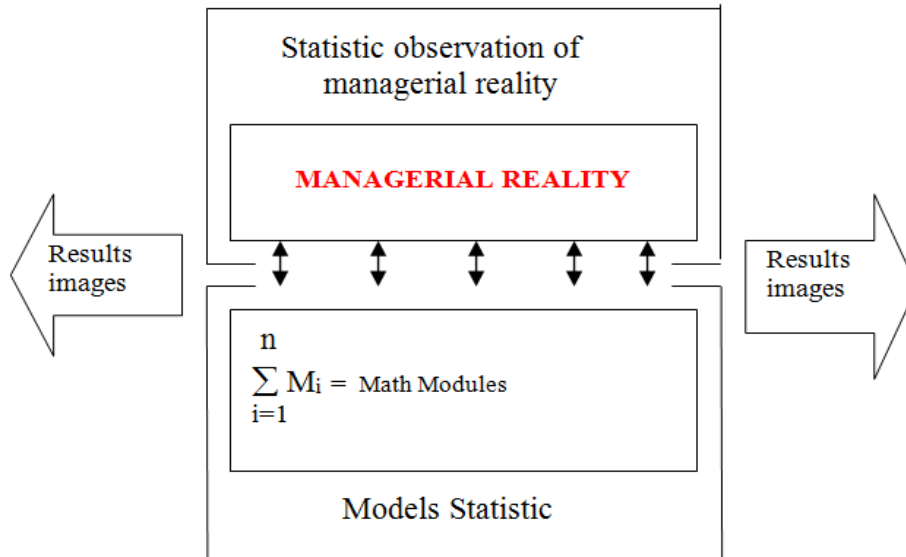 Statistic observation of
managerial reality
MANAGERIAL REALITY
Results
images
Results
images
n
∑ Mi = Math Modules
i=1
Models Statistic